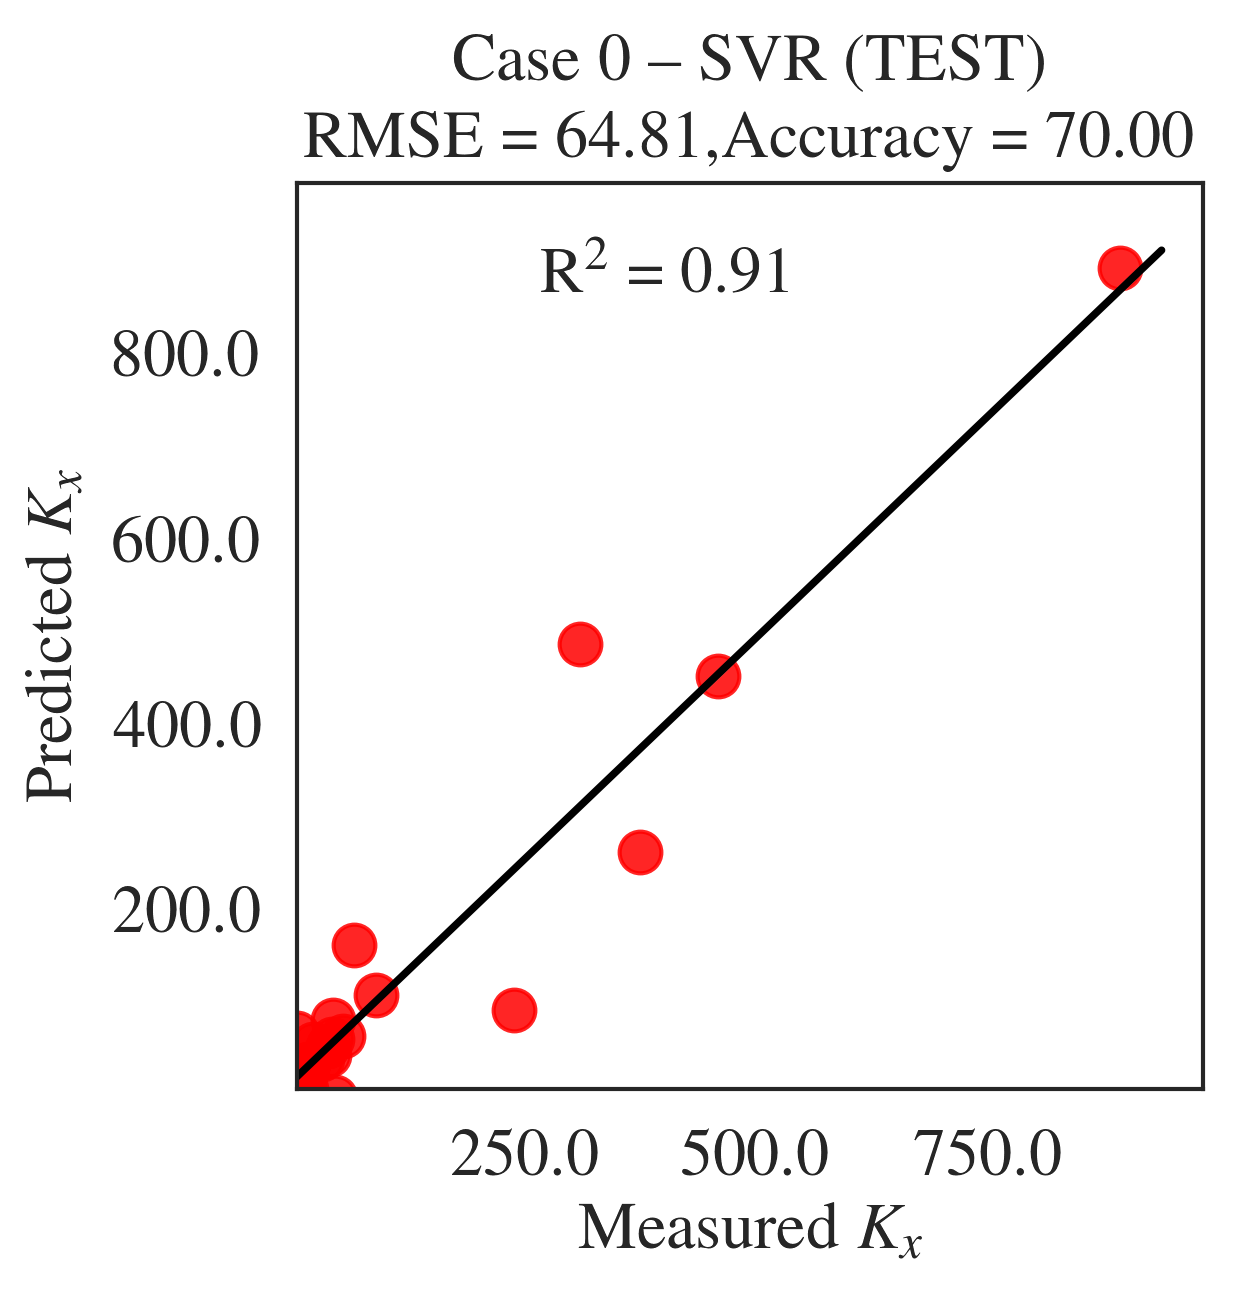 Case 0 – SVR (TEST)
RMSE = 64.81,Accuracy = 70.00
R² = 0.91
800.0
600.0
400.0
200.0
Predicted Kₓ
250.0 500.0 750.0
Measured Kₓ